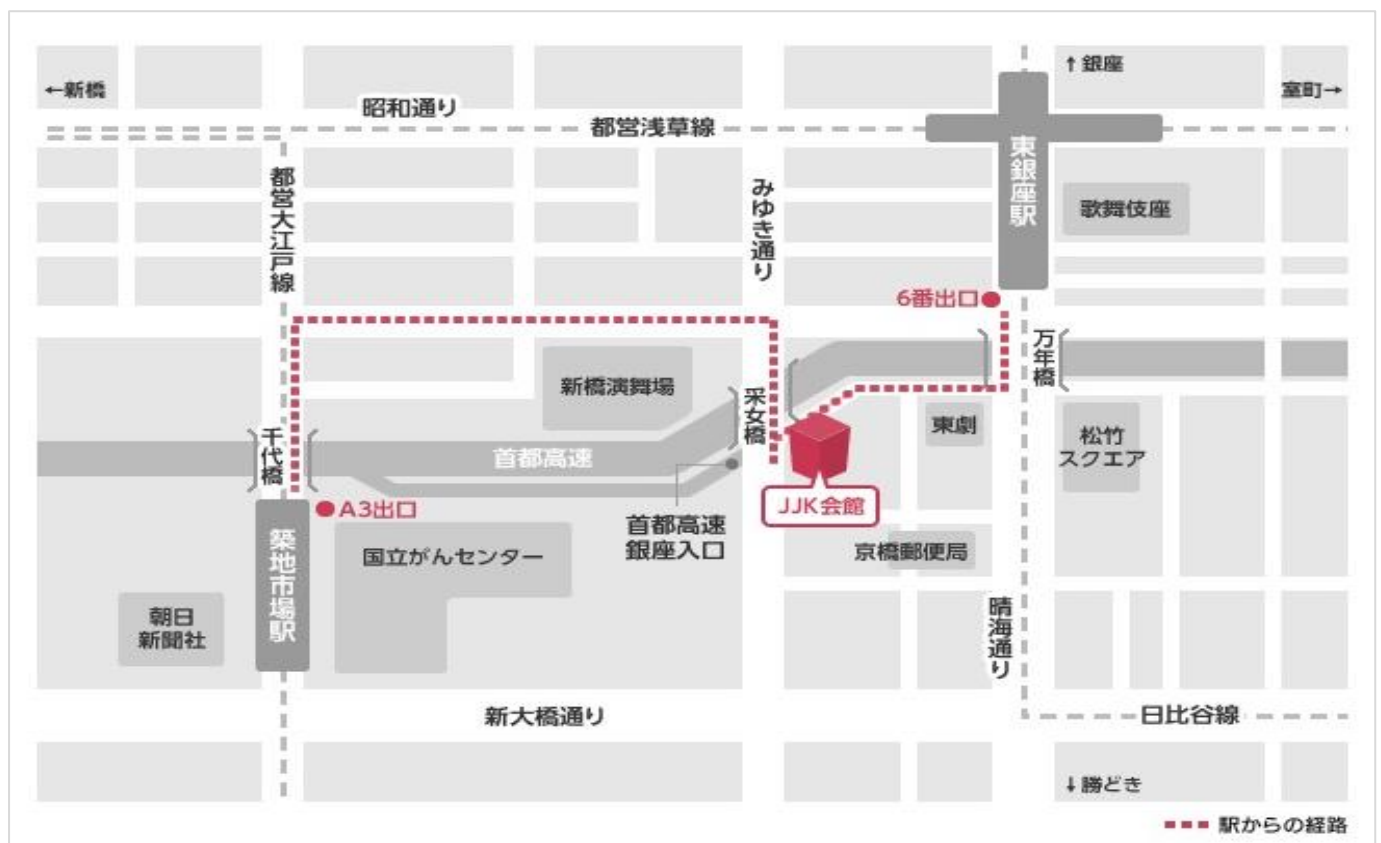 ↑銀座
←新橋
室町→
昭和通り
都営浅草線
東銀座駅
都営大江戸線
みゆき通り
歌舞伎座
6番出口
万年橋
新橋演舞場
采女橋
東劇
松竹
スクエア
千代橋
首都高速
JJK会館
A3出口
首都高速
銀座入口
国立がんセンター
京橋郵便局
築地市場駅
朝日
新聞社
晴海通り
新大橋通り
日比谷線
↓勝どき
駅からの経路